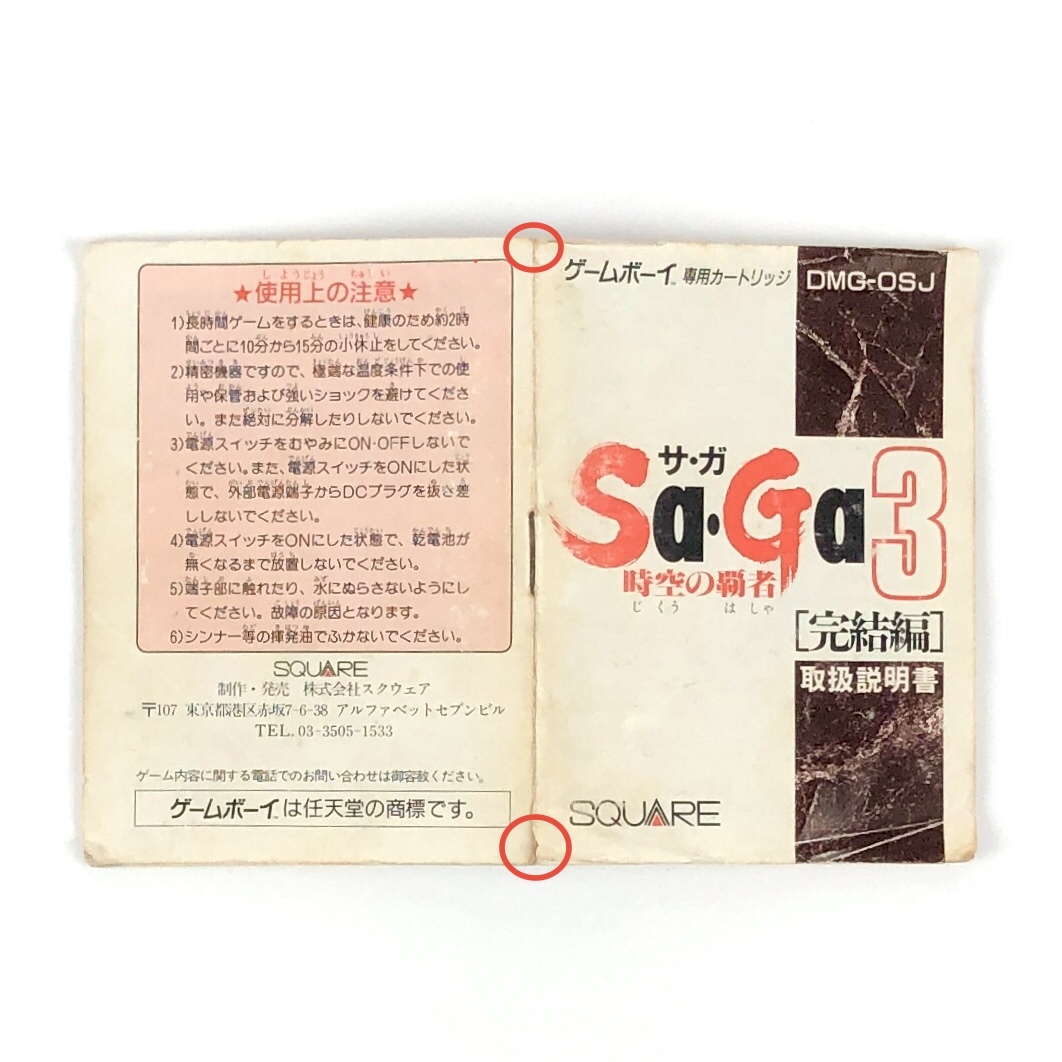 ★使用上の注意★
しようじょう ちゅうい
1)長時間ゲームをするときは、健康のため約2時
間ごとに10分から15分の小休止をしてください。
2)精密機器ですので、極端な温度条件下での使
用や保管および強いショックを避けてくださ
い。また絶対に分解したりしないでください。
3)電源スイッチをむやみにON・OFFしないで
ください。また、電源スイッチをONにした状
態で、外部電源端子からDCプラグを抜き差
ししないでください。
4)電源スイッチをONにした状態で、乾電池が
無くなるまで放置しないでください。
5)端子部に触れたり、水にぬらさないようにし
てください。故障の原因となります。
6)シンナー等の揮発油でふかないでください。
SQUARE
制作・発売 株式会社スクウェア
〒107 東京都港区赤坂7-6-38 アルファベットセブンビル
TEL. 03-3505-1533
ゲーム内容に関する電話でのお問い合わせは御容赦ください。
ゲームボーイ™は任天堂の商標です。
ゲームボーイ™専用カートリッジ
DMG-OSJ
サ・ガ
Sa・Ga3
時空の覇者
じくう はしゃ
[完結編]
取扱説明書
SQUARE